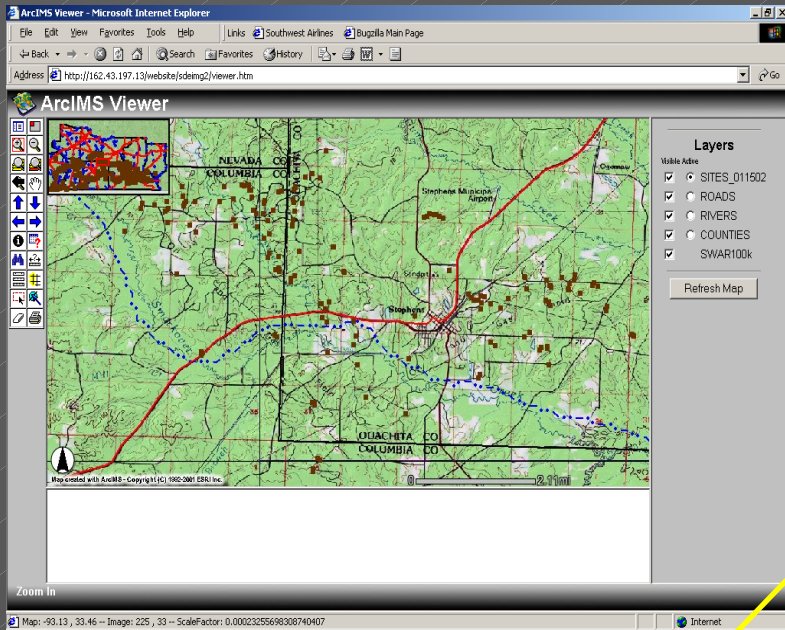 ArcIMS Viewer - Microsoft Internet Explorer
File Edit View Favorites Tools Help Links Southwest Airlines Bugzilla Main Page
Back Search Favorites History
Address http://162.43.197.13/website/sdeimg2/viewer.htm Go
ArcIMS Viewer
Layers
Visible Active
SITES_011502
ROADS
RIVERS
COUNTIES
SWAR100k
Refresh Map
NEVADA CO
COLUMBIA CO
OUACHITA CO
Stephens Municipal
Airport
Stephens
OUACHITA CO
COLUMBIA CO
Map created with ArcIMS - Copyright (C) 1992-2001 ESRI Inc.
0 2.11mi
Zoom In
Map: -93.13 , 33.46 -- Image: 225 , 33 -- ScaleFactor: 0.00023255698308740407
Internet